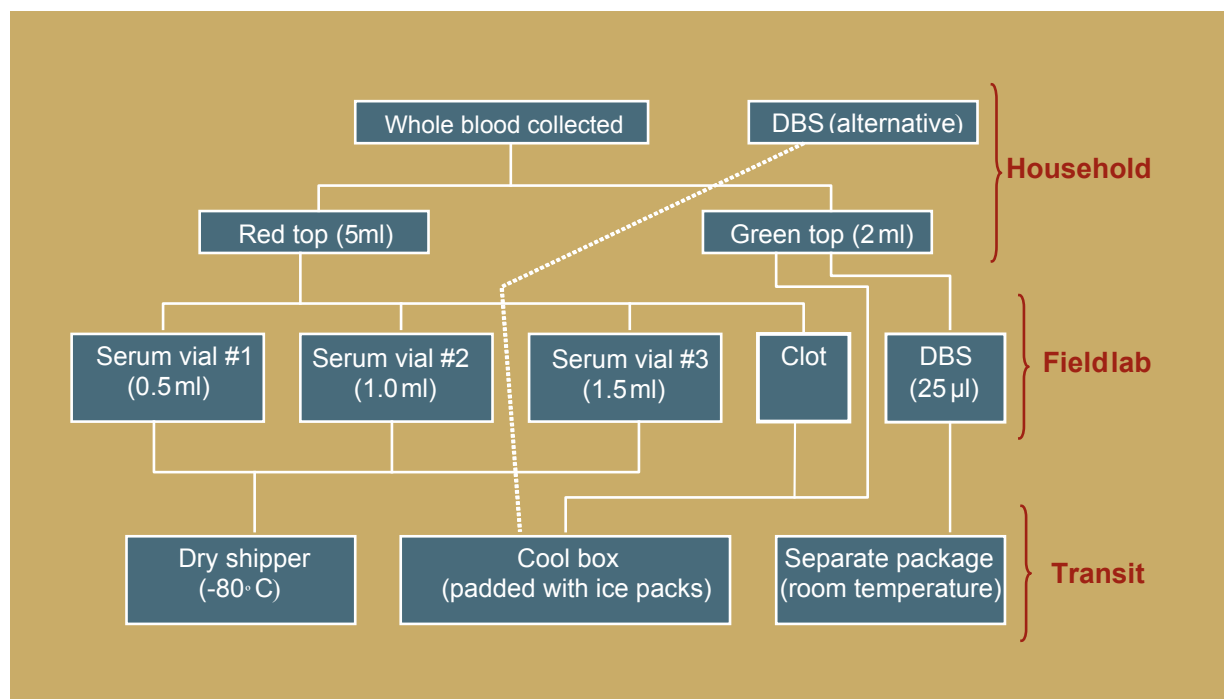 Whole blood collected
DBS (alternative)
Household
Red top (5ml)
Green top (2 ml)
Serum vial #1
(0.5 ml)
Serum vial #2
(1.0 ml)
Serum vial #3
(1.5 ml)
Clot
DBS
(25 µl)
Field lab
Dry shipper
(-80◦ C)
Cool box
(padded with ice packs)
Separate package
(room temperature)
Transit